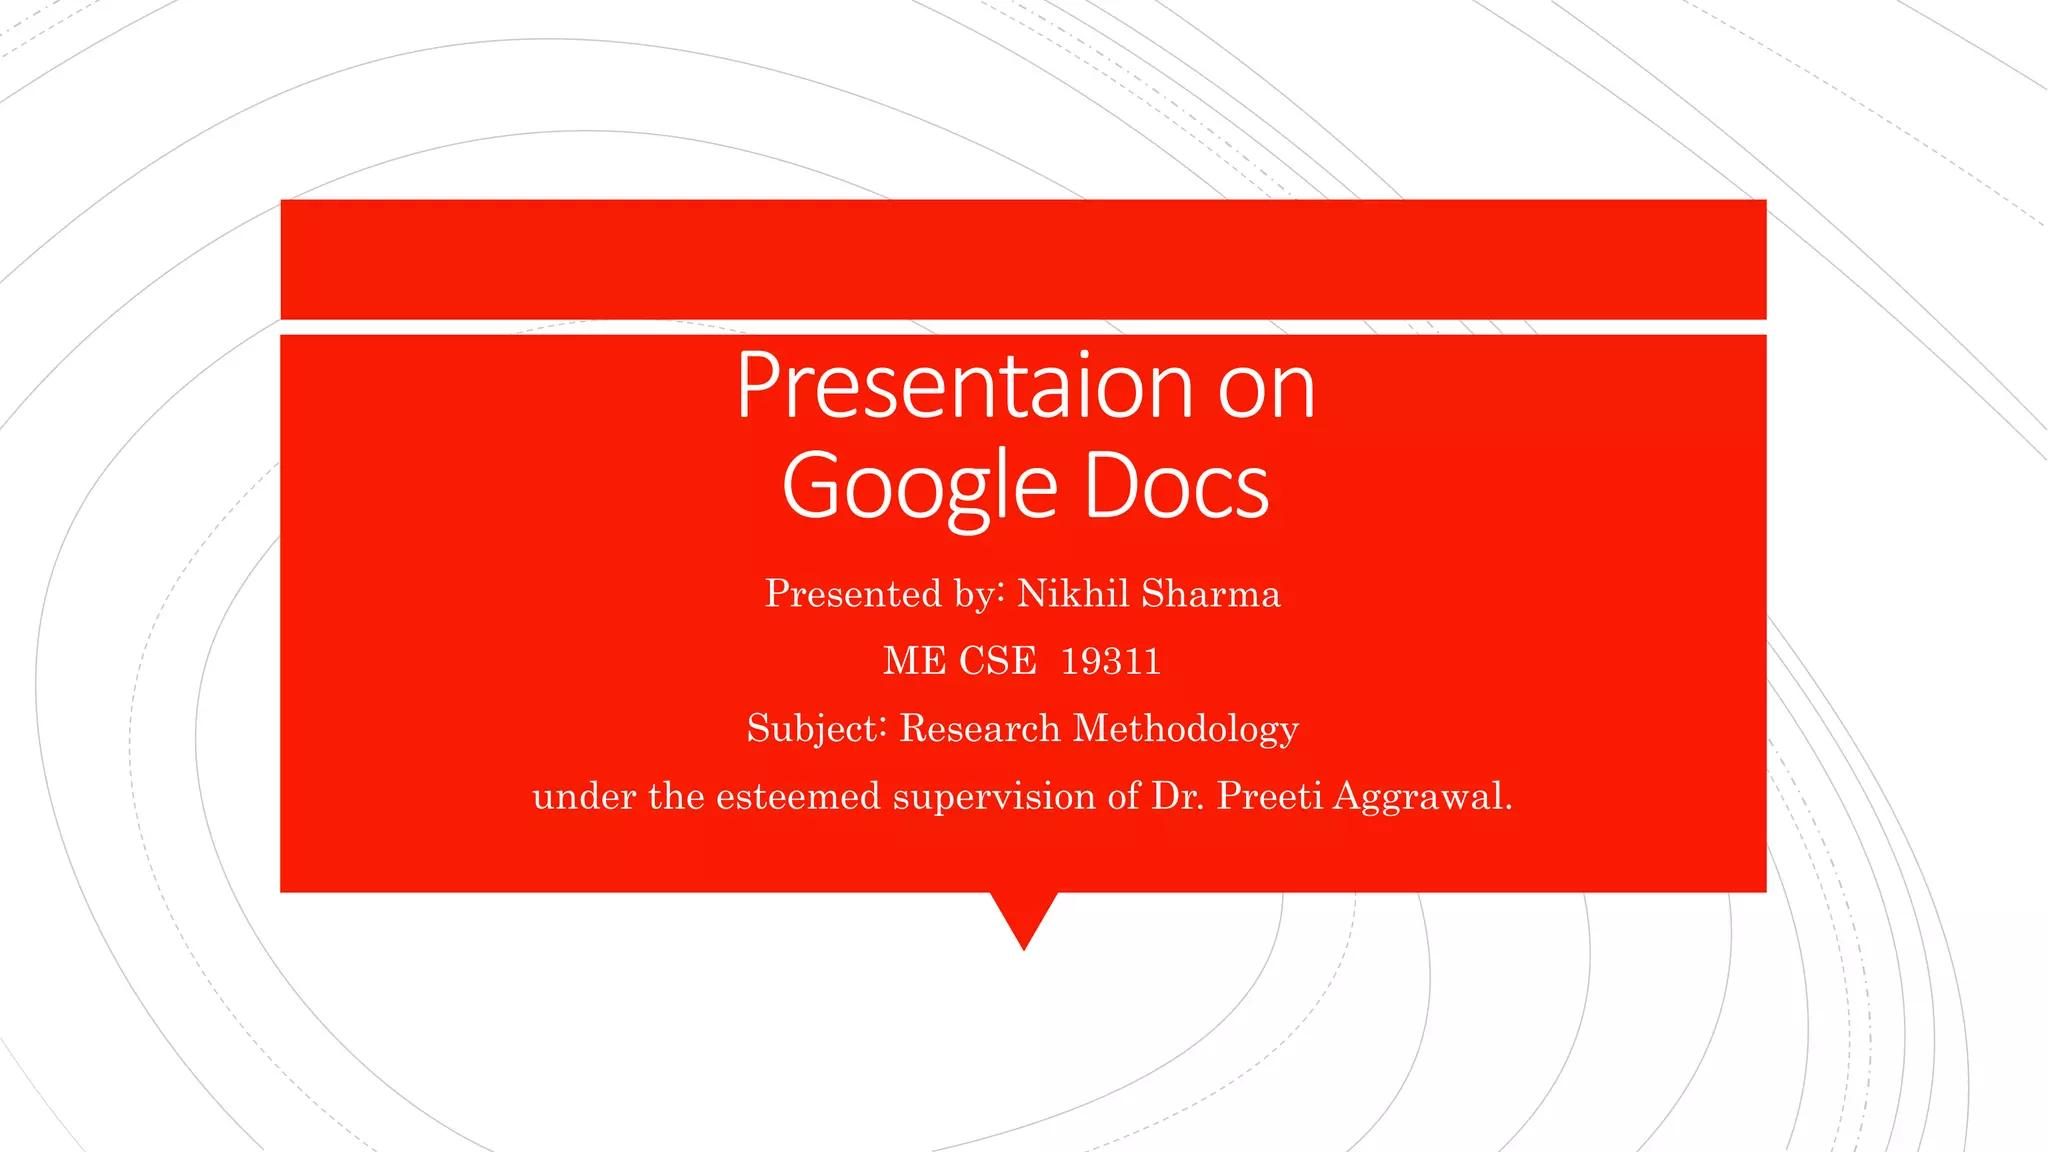 Presentaion on
Google Docs
Presented by: Nikhil Sharma
ME CSE 19311
Subject: Research Methodology
under the esteemed supervision of Dr. Preeti Aggrawal.